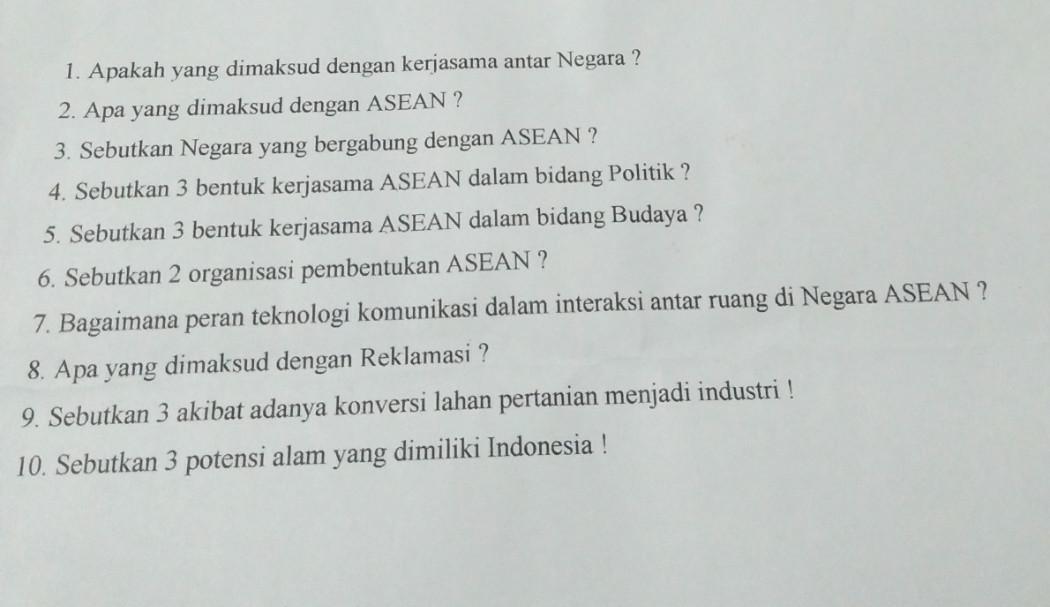 1. Apakah yang dimaksud dengan kerjasama antar Negara ?
2. Apa yang dimaksud dengan ASEAN ?
3. Sebutkan Negara yang bergabung dengan ASEAN ?
4. Sebutkan 3 bentuk kerjasama ASEAN dalam bidang Politik ?
5. Sebutkan 3 bentuk kerjasama ASEAN dalam bidang Budaya ?
6. Sebutkan 2 organisasi pembentukan ASEAN ?
7. Bagaimana peran teknologi komunikasi dalam interaksi antar ruang di Negara ASEAN ?
8. Apa yang dimaksud dengan Reklamasi ?
9. Sebutkan 3 akibat adanya konversi lahan pertanian menjadi industri !
10. Sebutkan 3 potensi alam yang dimiliki Indonesia !